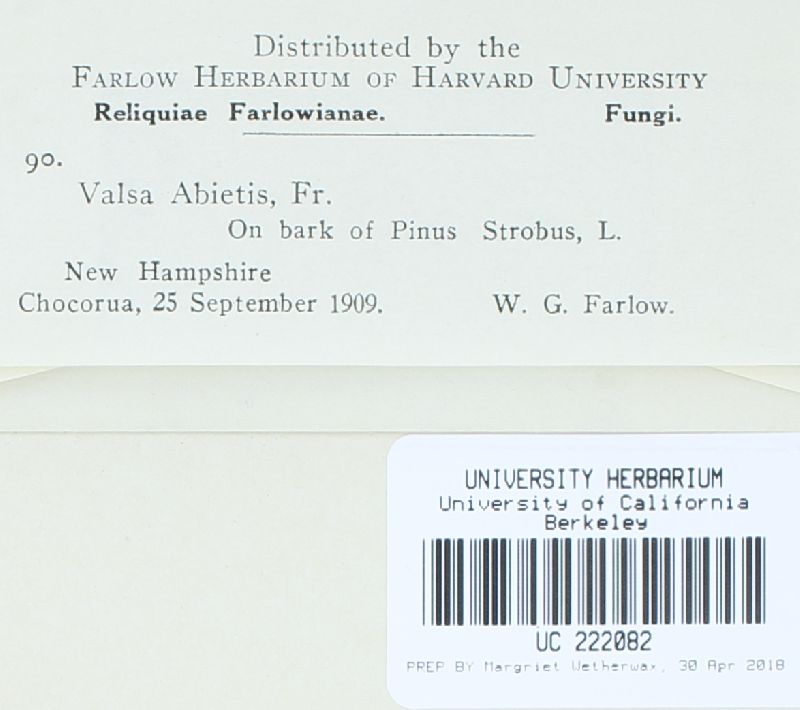 Distributed by the
FARLOW HERBARIUM OF HARVARD UNIVERSITY
Reliquiae Farlowianae. Fungi.
90.
Valsa Abietis, Fr.
On bark of Pinus Strobus, L.
New Hampshire
Chocorua, 25 September 1909. W. G. Farlow.
UNIVERSITY HERBARIUM
University of California
Berkeley
UC 222082
PREP BY Margriet Wetherwax, 30 Apr 2018